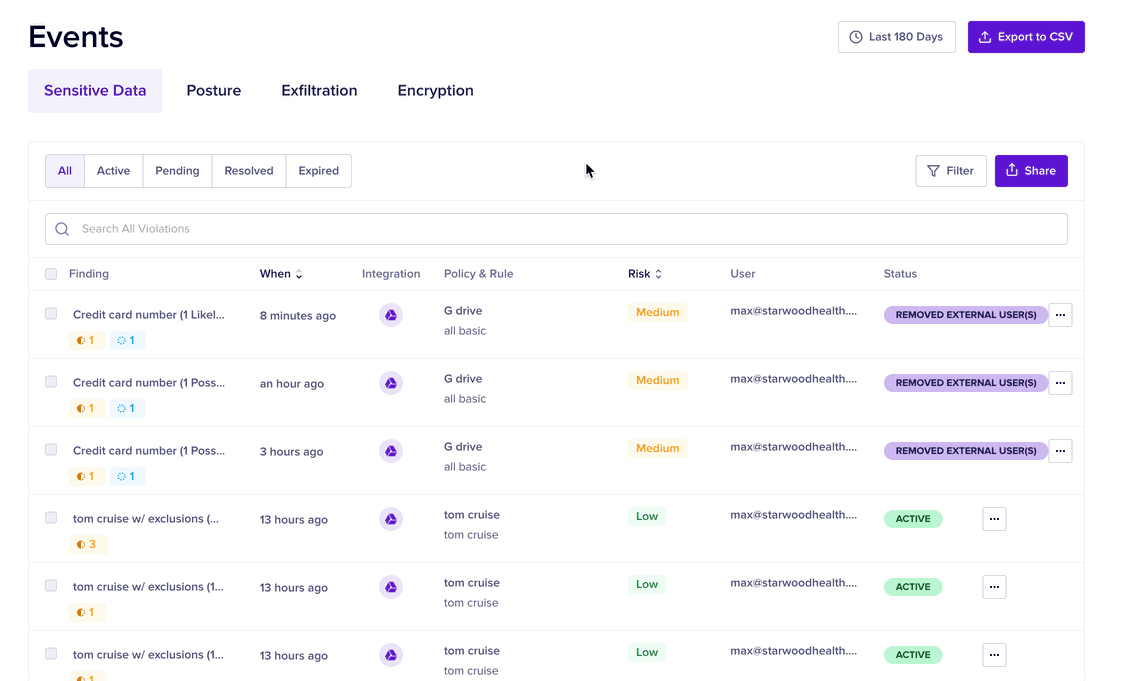 Events
Last 180 Days
Export to CSV
Sensitive Data
Posture
Exfiltration
Encryption
All
Active
Pending
Resolved
Expired
Filter
Share
Search All Violations
Finding
When
Integration
Policy & Rule
Risk
User
Status
Credit card number (1 Likel...
8 minutes ago
G drive
all basic
Medium
max@starwoodhealth....
REMOVED EXTERNAL USER(S)
1
1
Credit card number (1 Poss...
an hour ago
G drive
all basic
Medium
max@starwoodhealth....
REMOVED EXTERNAL USER(S)
1
1
Credit card number (1 Poss...
3 hours ago
G drive
all basic
Medium
max@starwoodhealth....
REMOVED EXTERNAL USER(S)
1
1
tom cruise w/ exclusions (...
13 hours ago
tom cruise
tom cruise
Low
max@starwoodhealth....
ACTIVE
3
tom cruise w/ exclusions (1...
13 hours ago
tom cruise
tom cruise
Low
max@starwoodhealth....
ACTIVE
1
tom cruise w/ exclusions (1...
13 hours ago
tom cruise
tom cruise
Low
max@starwoodhealth....
ACTIVE
1